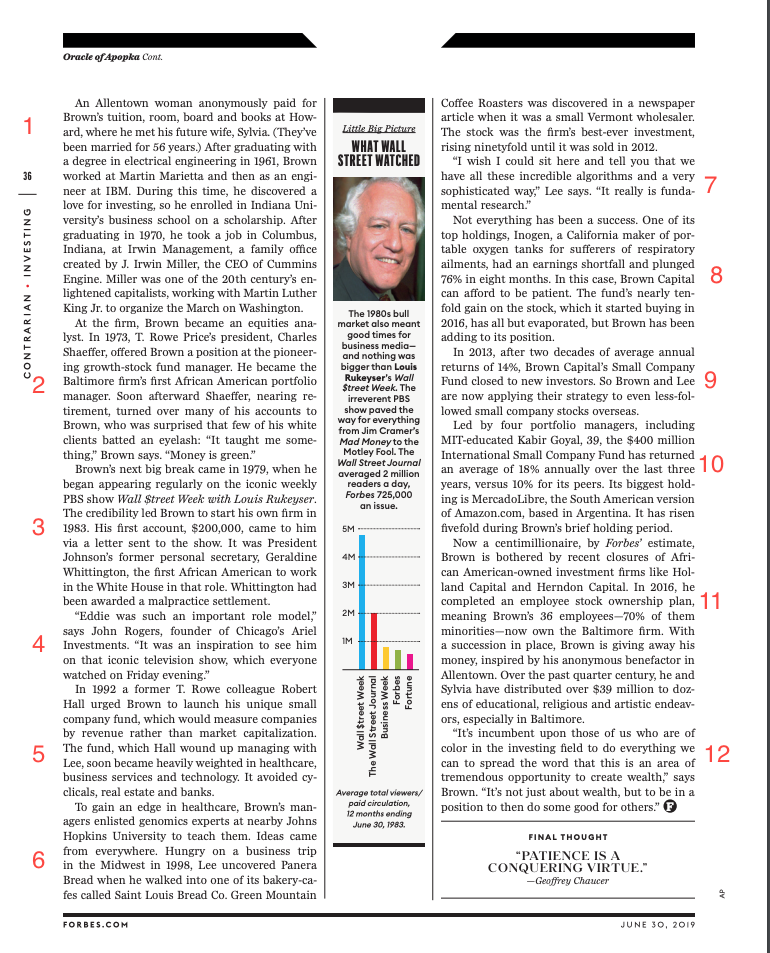 Oracle of Apopka Cont.
1
36
CONTRARIAN • INVESTING
An Allentown woman anonymously paid for
Brown's tuition, room, board and books at How-
ard, where he met his future wife, Sylvia. (They've
been married for 56 years.) After graduating with
a degree in electrical engineering in 1961, Brown
worked at Martin Marietta and then as an engi-
neer at IBM. During this time, he discovered a
love for investing, so he enrolled in Indiana Uni-
versity's business school on a scholarship. After
graduating in 1970, he took a job in Columbus,
Indiana, at Irwin Management, a family office
created by J. Irwin Miller, the CEO of Cummins
Engine. Miller was one of the 20th century's en-
lightened capitalists, working with Martin Luther
King Jr. to organize the March on Washington.
2
At the firm, Brown became an equities ana-
lyst. In 1973, T. Rowe Price's president, Charles
Shaeffer, offered Brown a position at the pioneer-
ing growth-stock fund manager. He became the
Baltimore firm's first African American portfolio
manager. Soon afterward Shaeffer, nearing re-
tirement, turned over many of his accounts to
Brown, who was surprised that few of his white
clients batted an eyelash: “It taught me some-
thing,” Brown says. “Money is green.”
3
Brown's next big break came in 1979, when he
began appearing regularly on the iconic weekly
PBS show Wall $treet Week with Louis Rukeyser.
The credibility led Brown to start his own firm in
1983. His first account, $200,000, came to him
via a letter sent to the show. It was President
Johnson's former personal secretary, Geraldine
Whittington, the first African American to work
in the White House in that role. Whittington had
been awarded a malpractice settlement.
4
“Eddie was such an important role model,”
says John Rogers, founder of Chicago's Ariel
Investments. “It was an inspiration to see him
on that iconic television show, which everyone
watched on Friday evening.”
5
In 1992 a former T. Rowe colleague Robert
Hall urged Brown to launch his unique small
company fund, which would measure companies
by revenue rather than market capitalization.
The fund, which Hall wound up managing with
Lee, soon became heavily weighted in healthcare,
business services and technology. It avoided cy-
clicals, real estate and banks.
6
To gain an edge in healthcare, Brown's man-
agers enlisted genomics experts at nearby Johns
Hopkins University to teach them. Ideas came
from everywhere. Hungry on a business trip
in the Midwest in 1998, Lee uncovered Panera
Bread when he walked into one of its bakery-ca-
fes called Saint Louis Bread Co. Green Mountain
Little Big Picture
WHAT WALL
STREET WATCHED
The 1980s bull
market also meant
good times for
business media—
and nothing was
bigger than Louis
Rukeyser's Wall
$treet Week. The
irreverent PBS
show paved the
way for everything
from Jim Cramer's
Mad Money to the
Motley Fool. The
Wall Street Journal
averaged 2 million
readers a day,
Forbes 725,000
an issue.
5M
4M
3M
2M
1M
Wall $treet Week
The Wall Street Journal
Business Week
Forbes
Fortune
Average total viewers/
paid circulation,
12 months ending
June 30, 1983.
Coffee Roasters was discovered in a newspaper
article when it was a small Vermont wholesaler.
The stock was the firm's best-ever investment,
rising ninetyfold until it was sold in 2012.
7
“I wish I could sit here and tell you that we
have all these incredible algorithms and a very
sophisticated way,” Lee says. “It really is funda-
mental research.”
8
Not everything has been a success. One of its
top holdings, Inogen, a California maker of por-
table oxygen tanks for sufferers of respiratory
ailments, had an earnings shortfall and plunged
76% in eight months. In this case, Brown Capital
can afford to be patient. The fund's nearly ten-
fold gain on the stock, which it started buying in
2016, has all but evaporated, but Brown has been
adding to its position.
9
In 2013, after two decades of average annual
returns of 14%, Brown Capital's Small Company
Fund closed to new investors. So Brown and Lee
are now applying their strategy to even less-fol-
lowed small company stocks overseas.
10
Led by four portfolio managers, including
MIT-educated Kabir Goyal, 39, the $400 million
International Small Company Fund has returned
an average of 18% annually over the last three
years, versus 10% for its peers. Its biggest hold-
ing is MercadoLibre, the South American version
of Amazon.com, based in Argentina. It has risen
fivefold during Brown's brief holding period.
11
Now a centimillionaire, by Forbes' estimate,
Brown is bothered by recent closures of Afri-
can American-owned investment firms like Hol-
land Capital and Herndon Capital. In 2016, he
completed an employee stock ownership plan,
meaning Brown's 36 employees—70% of them
minorities—now own the Baltimore firm. With
a succession in place, Brown is giving away his
money, inspired by his anonymous benefactor in
Allentown. Over the past quarter century, he and
Sylvia have distributed over $39 million to doz-
ens of educational, religious and artistic endeav-
ors, especially in Baltimore.
12
“It's incumbent upon those of us who are of
color in the investing field to do everything we
can to spread the word that this is an area of
tremendous opportunity to create wealth,” says
Brown. “It's not just about wealth, but to be in a
position to then do some good for others.” F
FINAL THOUGHT
“PATIENCE IS A
CONQUERING VIRTUE.”
—Geoffrey Chaucer
AP
FORBES.COM
JUNE 30, 2019